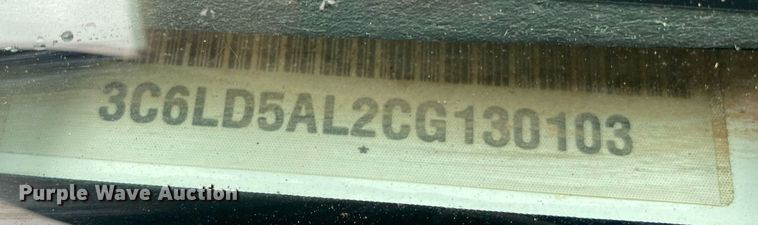 3C6LD5AL2CG130103
*
Purple Wave Auction